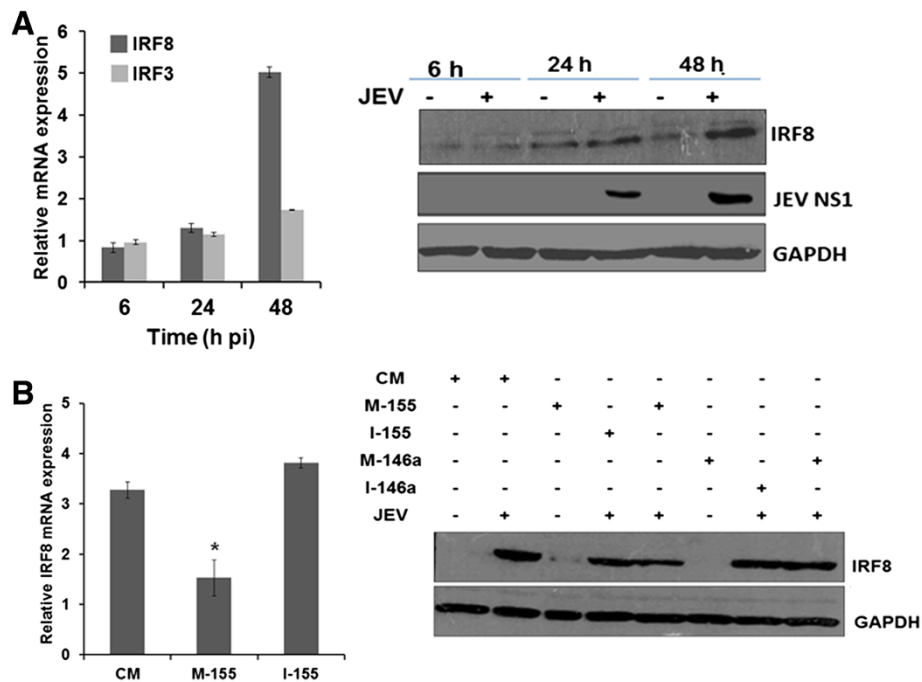 A
Relative mRNA expression
6
5
4
3
2
1
0
IRF8
IRF3
6 24 48
Time (h pi)
6 h 24 h 48 h
JEV - + - + - +
IRF8
JEV NS1
GAPDH
B
Relative IRF8 mRNA expression
5
4
3
2
1
0
*
CM M-155 I-155
CM + + - - - - - -
M-155 - - + - + - - -
I-155 - - - + - - - -
M-146a - - - - - + - +
I-146a - - - - - - + -
JEV - + - + + - + +
IRF8
GAPDH